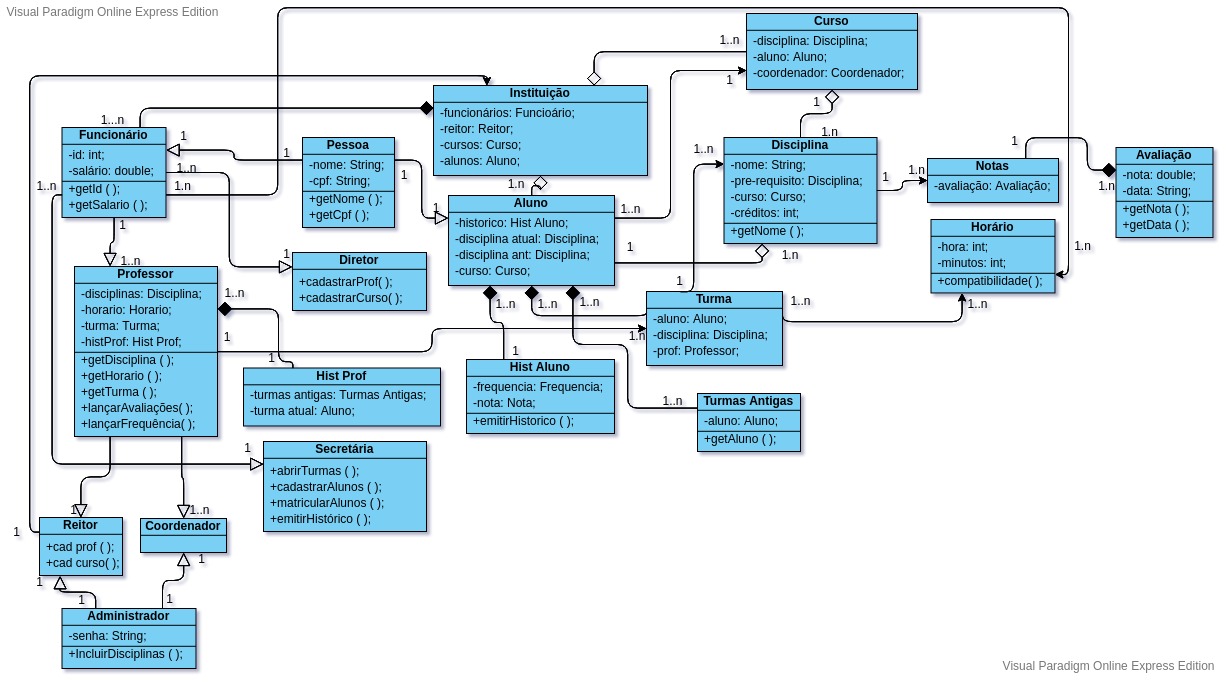 Visual Paradigm Online Express Edition
Curso
-disciplina: Disciplina;
-aluno: Aluno;
-coordenador: Coordenador;
1..n
1
1
1.n
Instituição
-funcionários: Funcioário;
-reitor: Reitor;
-cursos: Curso;
-alunos: Aluno;
1...n
Funcionário
-id: int;
-salário: double;
+getId ( );
+getSalario ( );
1
1..n
1.n
1..n
1
Pessoa
-nome: String;
-cpf: String;
+getNome ( );
+getCpf ( );
1
1
1
1.n
Aluno
-historico: Hist Aluno;
-disciplina atual: Disciplina;
-disciplina ant: Disciplina;
-curso: Curso;
1..n
1
1..n
1..n
1..n
Disciplina
-nome: String;
-pre-requisito: Disciplina;
-curso: Curso;
-créditos: int;
+getNome ( );
1..n
1
1.n
1.n
Notas
-avaliação: Avaliação;
1
1.n
Avaliação
-nota: double;
-data: String;
+getNota ( );
+getData ( );
Horário
-hora: int;
-minutos: int;
+compatibilidade( );
1.n
1..n
1
Diretor
+cadastrarProf( );
+cadastrarCurso( );
1..n
Professor
-disciplinas: Disciplina;
-horario: Horario;
-turma: Turma;
-histProf: Hist Prof;
+getDisciplina ( );
+getHorario ( );
+getTurma ( );
+lançarAvaliações( );
+lançarFrequência( );
1..n
1
1
1
Turma
-aluno: Aluno;
-disciplina: Disciplina;
-prof: Professor;
1.n
1..n
Hist Prof
-turmas antigas: Turmas Antigas;
-turma atual: Aluno;
1
Hist Aluno
-frequencia: Frequencia;
-nota: Nota;
+emitirHistorico ( );
1..n
Turmas Antigas
-aluno: Aluno;
+getAluno ( );
1
Secretária
+abrirTurmas ( );
+cadastrarAlunos ( );
+matricularAlunos ( );
+emitirHistórico ( );
1
1
Reitor
+cad prof ( );
+cad curso( );
1..n
Coordenador
1
1
1
1
Administrador
-senha: String;
+IncluirDisciplinas ( );
Visual Paradigm Online Express Edition